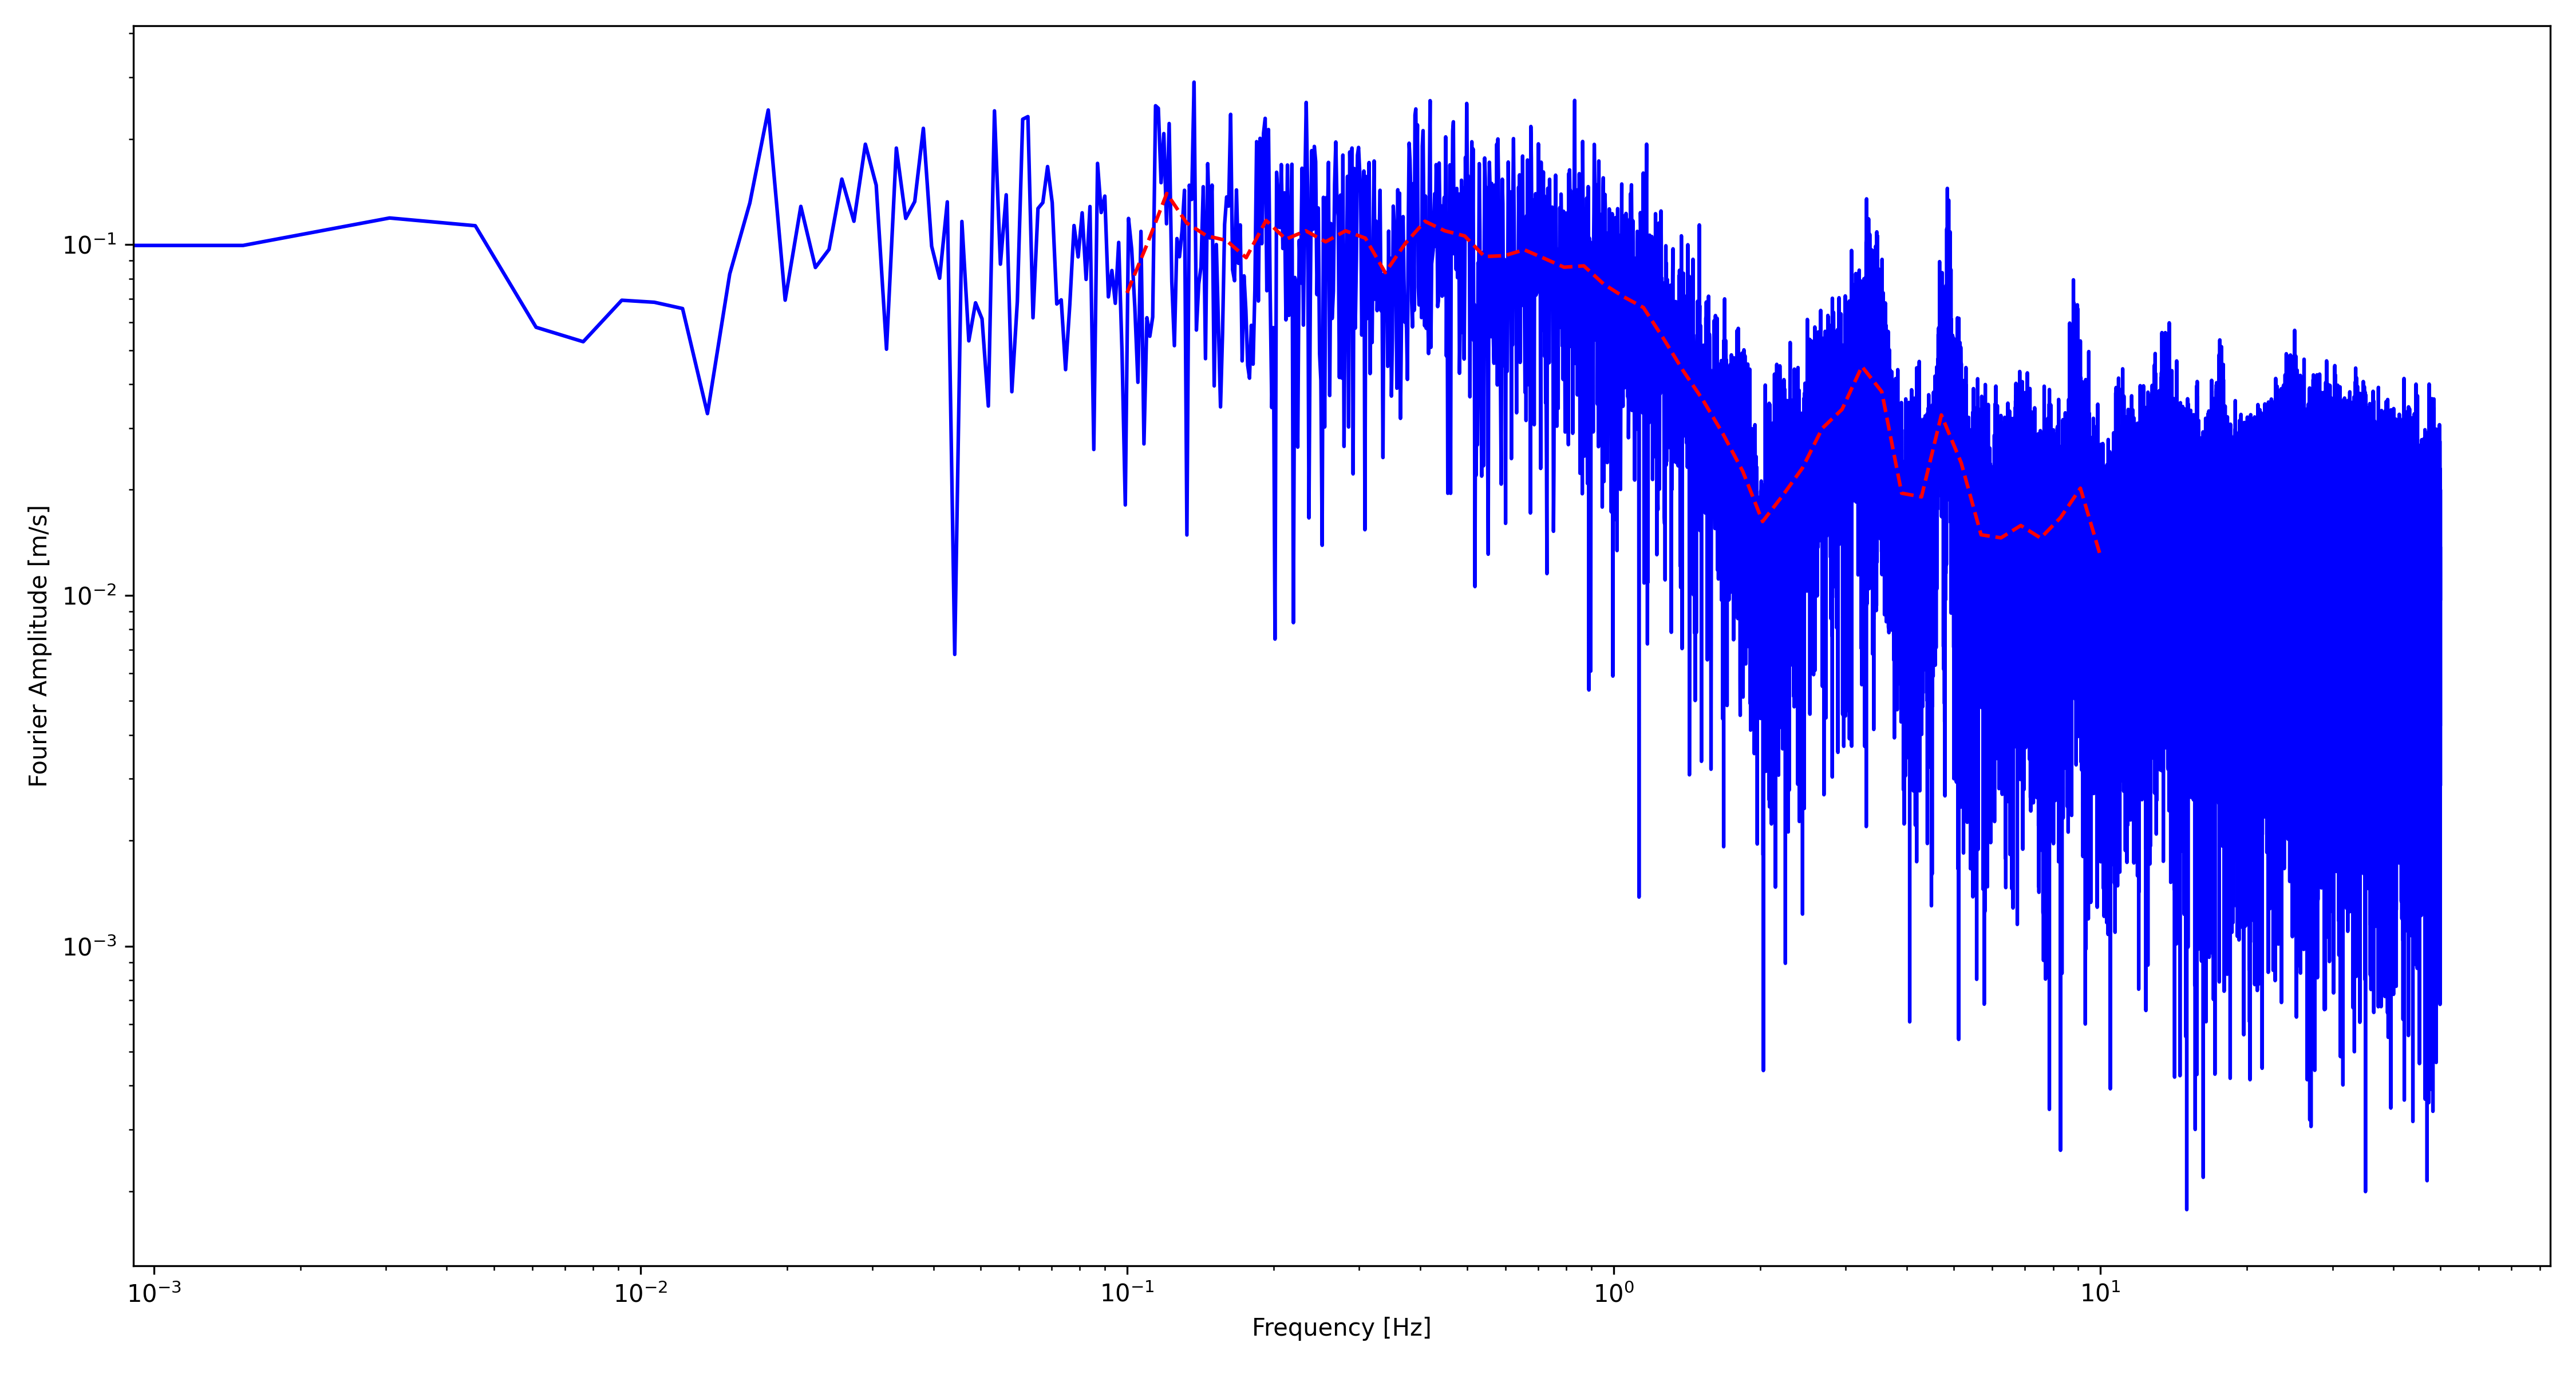 Fourier Amplitude [m/s]
10⁻¹
10⁻²
10⁻³
10⁻³ 10⁻² 10⁻¹ 10⁰ 10¹
Frequency [Hz]